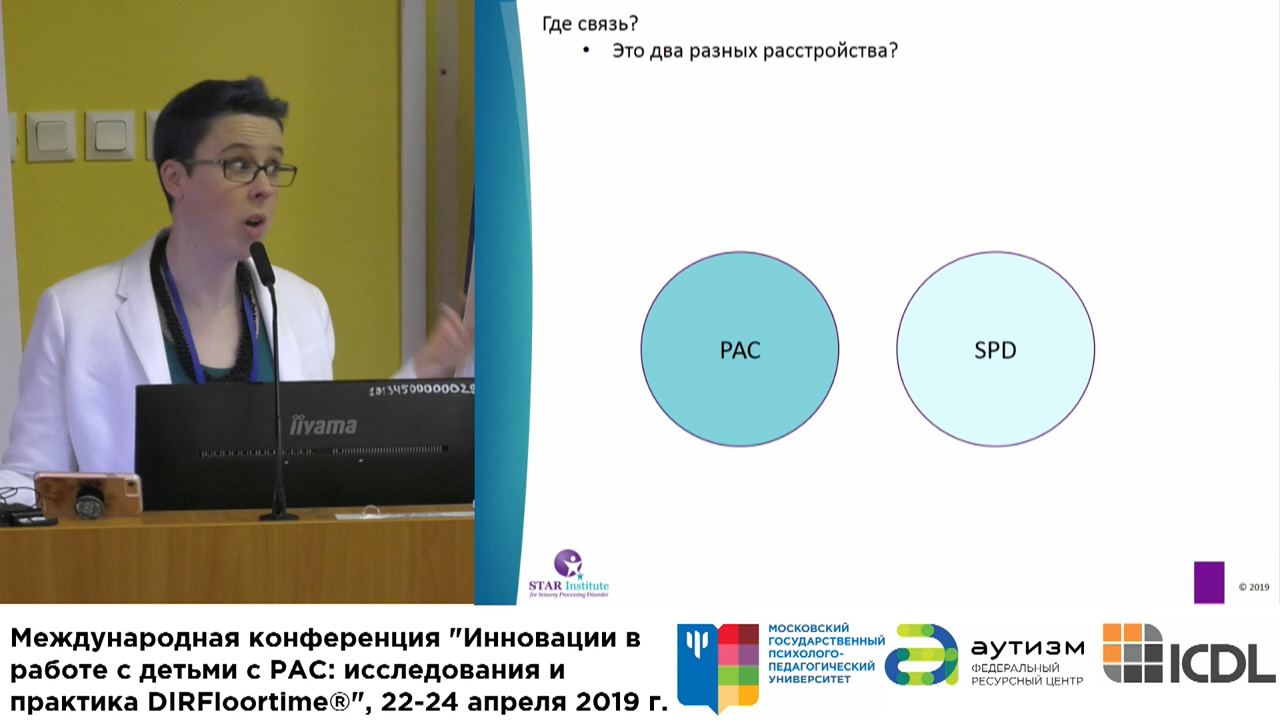 Где связь?
• Это два разных расстройства?
РАС
SPD
iiyama
STAR Institute
for Sensory Processing Disorder
© 2019
Международная конференция "Инновации в
работе с детьми с РАС: исследования и
практика DIRFloortime®", 22-24 апреля 2019 г.
МОСКОВСКИЙ
ГОСУДАРСТВЕННЫЙ
ПСИХОЛОГО-
ПЕДАГОГИЧЕСКИЙ
УНИВЕРСИТЕТ
аутизм
ФЕДЕРАЛЬНЫЙ
РЕСУРСНЫЙ ЦЕНТР
ICDL